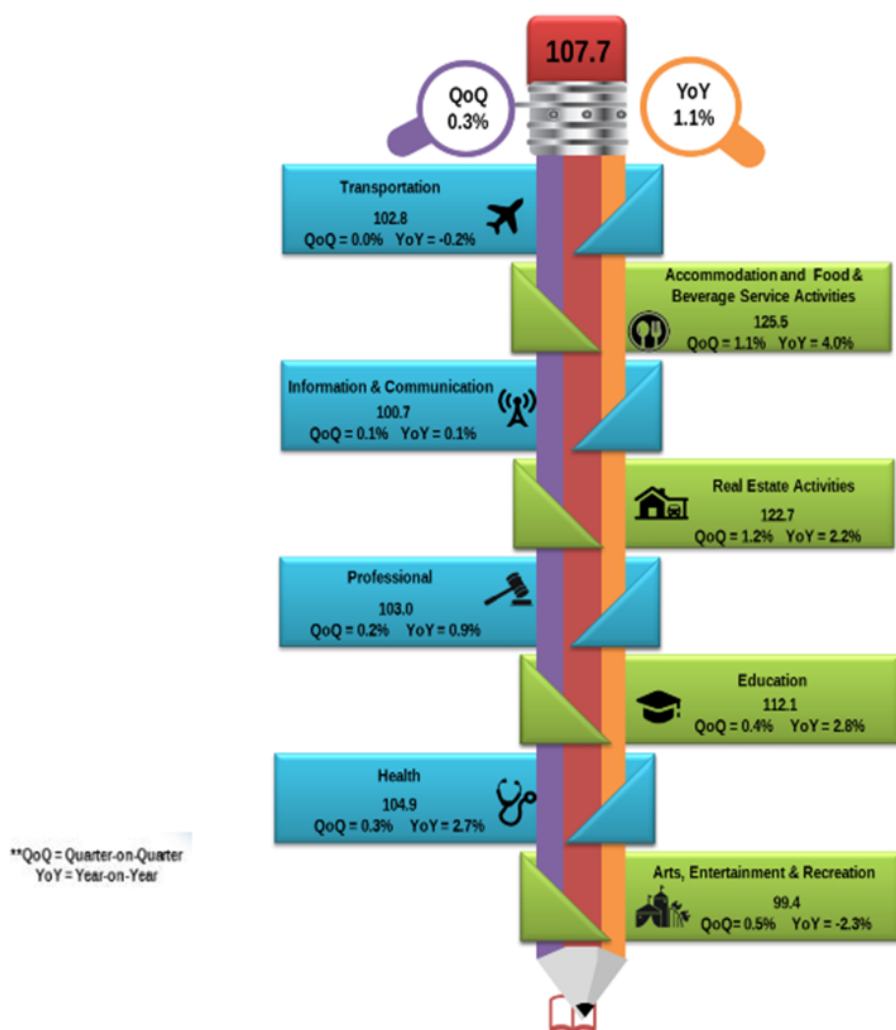 107.7
QoQ
0.3%
YoY
1.1%
Transportation
102.8
QoQ = 0.0% YoY = -0.2%
Accommodation and Food &
Beverage Service Activities
125.5
QoQ = 1.1% YoY = 4.0%
Information & Communication
100.7
QoQ = 0.1% YoY = 0.1%
Real Estate Activities
122.7
QoQ = 1.2% YoY = 2.2%
Professional
103.0
QoQ = 0.2% YoY = 0.9%
Education
112.1
QoQ = 0.4% YoY = 2.8%
Health
104.9
QoQ = 0.3% YoY = 2.7%
Arts, Entertainment & Recreation
99.4
QoQ= 0.5% YoY = -2.3%
**QoQ = Quarter-on-Quarter
YoY = Year-on-Year